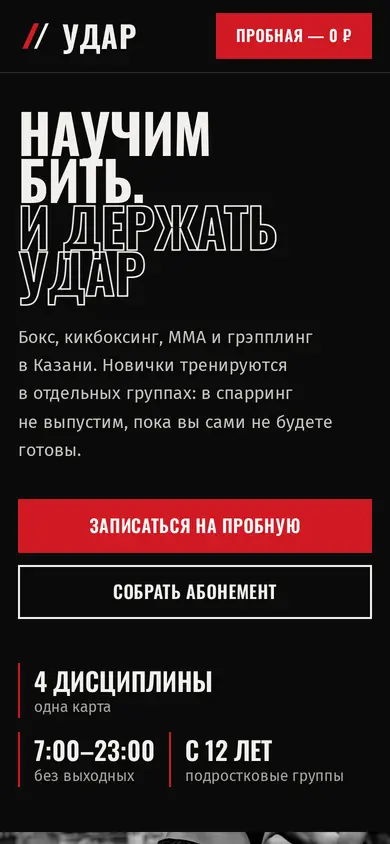 // УДАР
ПРОБНАЯ — 0 ₽
НАУЧИМ
БИТЬ.
И ДЕРЖАТЬ
УДАР
Бокс, кикбоксинг, ММА и грэпплинг
в Казани. Новички тренируются
в отдельных группах: в спарринг
не выпустим, пока вы сами не будете
готовы.
ЗАПИСАТЬСЯ НА ПРОБНУЮ
СОБРАТЬ АБОНЕМЕНТ
4 ДИСЦИПЛИНЫ
одна карта
7:00–23:00
без выходных
С 12 ЛЕТ
подростковые группы